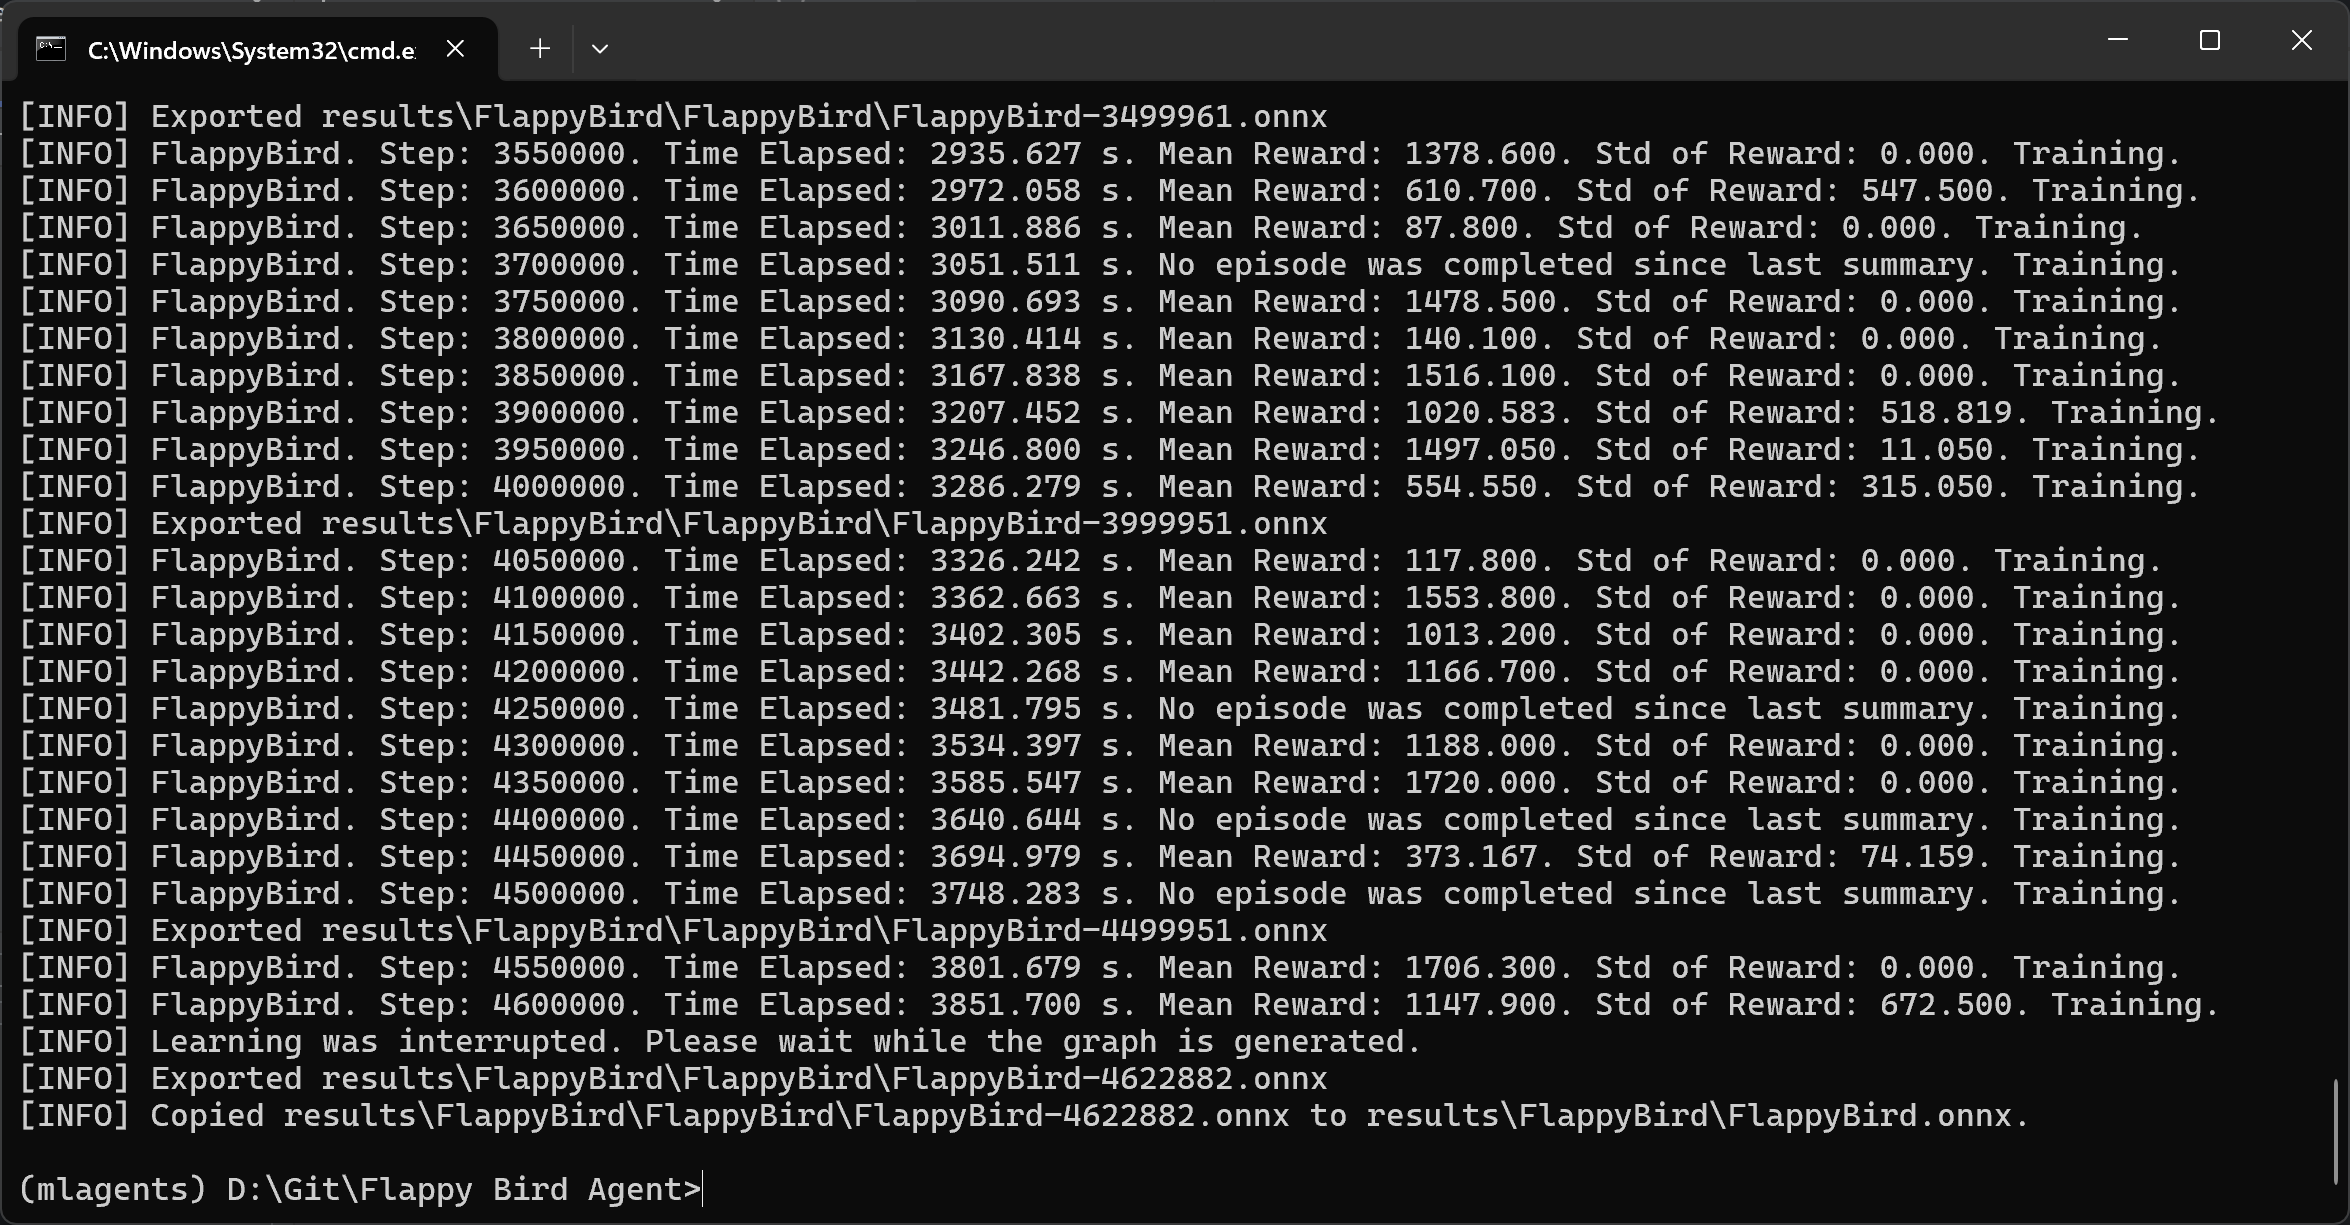 C:\Windows\System32\cmd.e
[INFO] Exported results\FlappyBird\FlappyBird\FlappyBird-3499961.onnx
[INFO] FlappyBird. Step: 3550000. Time Elapsed: 2935.627 s. Mean Reward: 1378.600. Std of Reward: 0.000. Training.
[INFO] FlappyBird. Step: 3600000. Time Elapsed: 2972.058 s. Mean Reward: 610.700. Std of Reward: 547.500. Training.
[INFO] FlappyBird. Step: 3650000. Time Elapsed: 3011.886 s. Mean Reward: 87.800. Std of Reward: 0.000. Training.
[INFO] FlappyBird. Step: 3700000. Time Elapsed: 3051.511 s. No episode was completed since last summary. Training.
[INFO] FlappyBird. Step: 3750000. Time Elapsed: 3090.693 s. Mean Reward: 1478.500. Std of Reward: 0.000. Training.
[INFO] FlappyBird. Step: 3800000. Time Elapsed: 3130.414 s. Mean Reward: 140.100. Std of Reward: 0.000. Training.
[INFO] FlappyBird. Step: 3850000. Time Elapsed: 3167.838 s. Mean Reward: 1516.100. Std of Reward: 0.000. Training.
[INFO] FlappyBird. Step: 3900000. Time Elapsed: 3207.452 s. Mean Reward: 1020.583. Std of Reward: 518.819. Training.
[INFO] FlappyBird. Step: 3950000. Time Elapsed: 3246.800 s. Mean Reward: 1497.050. Std of Reward: 11.050. Training.
[INFO] FlappyBird. Step: 4000000. Time Elapsed: 3286.279 s. Mean Reward: 554.550. Std of Reward: 315.050. Training.
[INFO] Exported results\FlappyBird\FlappyBird\FlappyBird-3999951.onnx
[INFO] FlappyBird. Step: 4050000. Time Elapsed: 3326.242 s. Mean Reward: 117.800. Std of Reward: 0.000. Training.
[INFO] FlappyBird. Step: 4100000. Time Elapsed: 3362.663 s. Mean Reward: 1553.800. Std of Reward: 0.000. Training.
[INFO] FlappyBird. Step: 4150000. Time Elapsed: 3402.305 s. Mean Reward: 1013.200. Std of Reward: 0.000. Training.
[INFO] FlappyBird. Step: 4200000. Time Elapsed: 3442.268 s. Mean Reward: 1166.700. Std of Reward: 0.000. Training.
[INFO] FlappyBird. Step: 4250000. Time Elapsed: 3481.795 s. No episode was completed since last summary. Training.
[INFO] FlappyBird. Step: 4300000. Time Elapsed: 3534.397 s. Mean Reward: 1188.000. Std of Reward: 0.000. Training.
[INFO] FlappyBird. Step: 4350000. Time Elapsed: 3585.547 s. Mean Reward: 1720.000. Std of Reward: 0.000. Training.
[INFO] FlappyBird. Step: 4400000. Time Elapsed: 3640.644 s. No episode was completed since last summary. Training.
[INFO] FlappyBird. Step: 4450000. Time Elapsed: 3694.979 s. Mean Reward: 373.167. Std of Reward: 74.159. Training.
[INFO] FlappyBird. Step: 4500000. Time Elapsed: 3748.283 s. No episode was completed since last summary. Training.
[INFO] Exported results\FlappyBird\FlappyBird\FlappyBird-4499951.onnx
[INFO] FlappyBird. Step: 4550000. Time Elapsed: 3801.679 s. Mean Reward: 1706.300. Std of Reward: 0.000. Training.
[INFO] FlappyBird. Step: 4600000. Time Elapsed: 3851.700 s. Mean Reward: 1147.900. Std of Reward: 672.500. Training.
[INFO] Learning was interrupted. Please wait while the graph is generated.
[INFO] Exported results\FlappyBird\FlappyBird\FlappyBird-4622882.onnx
[INFO] Copied results\FlappyBird\FlappyBird\FlappyBird-4622882.onnx to results\FlappyBird\FlappyBird.onnx.
(mlagents) D:\Git\Flappy Bird Agent>